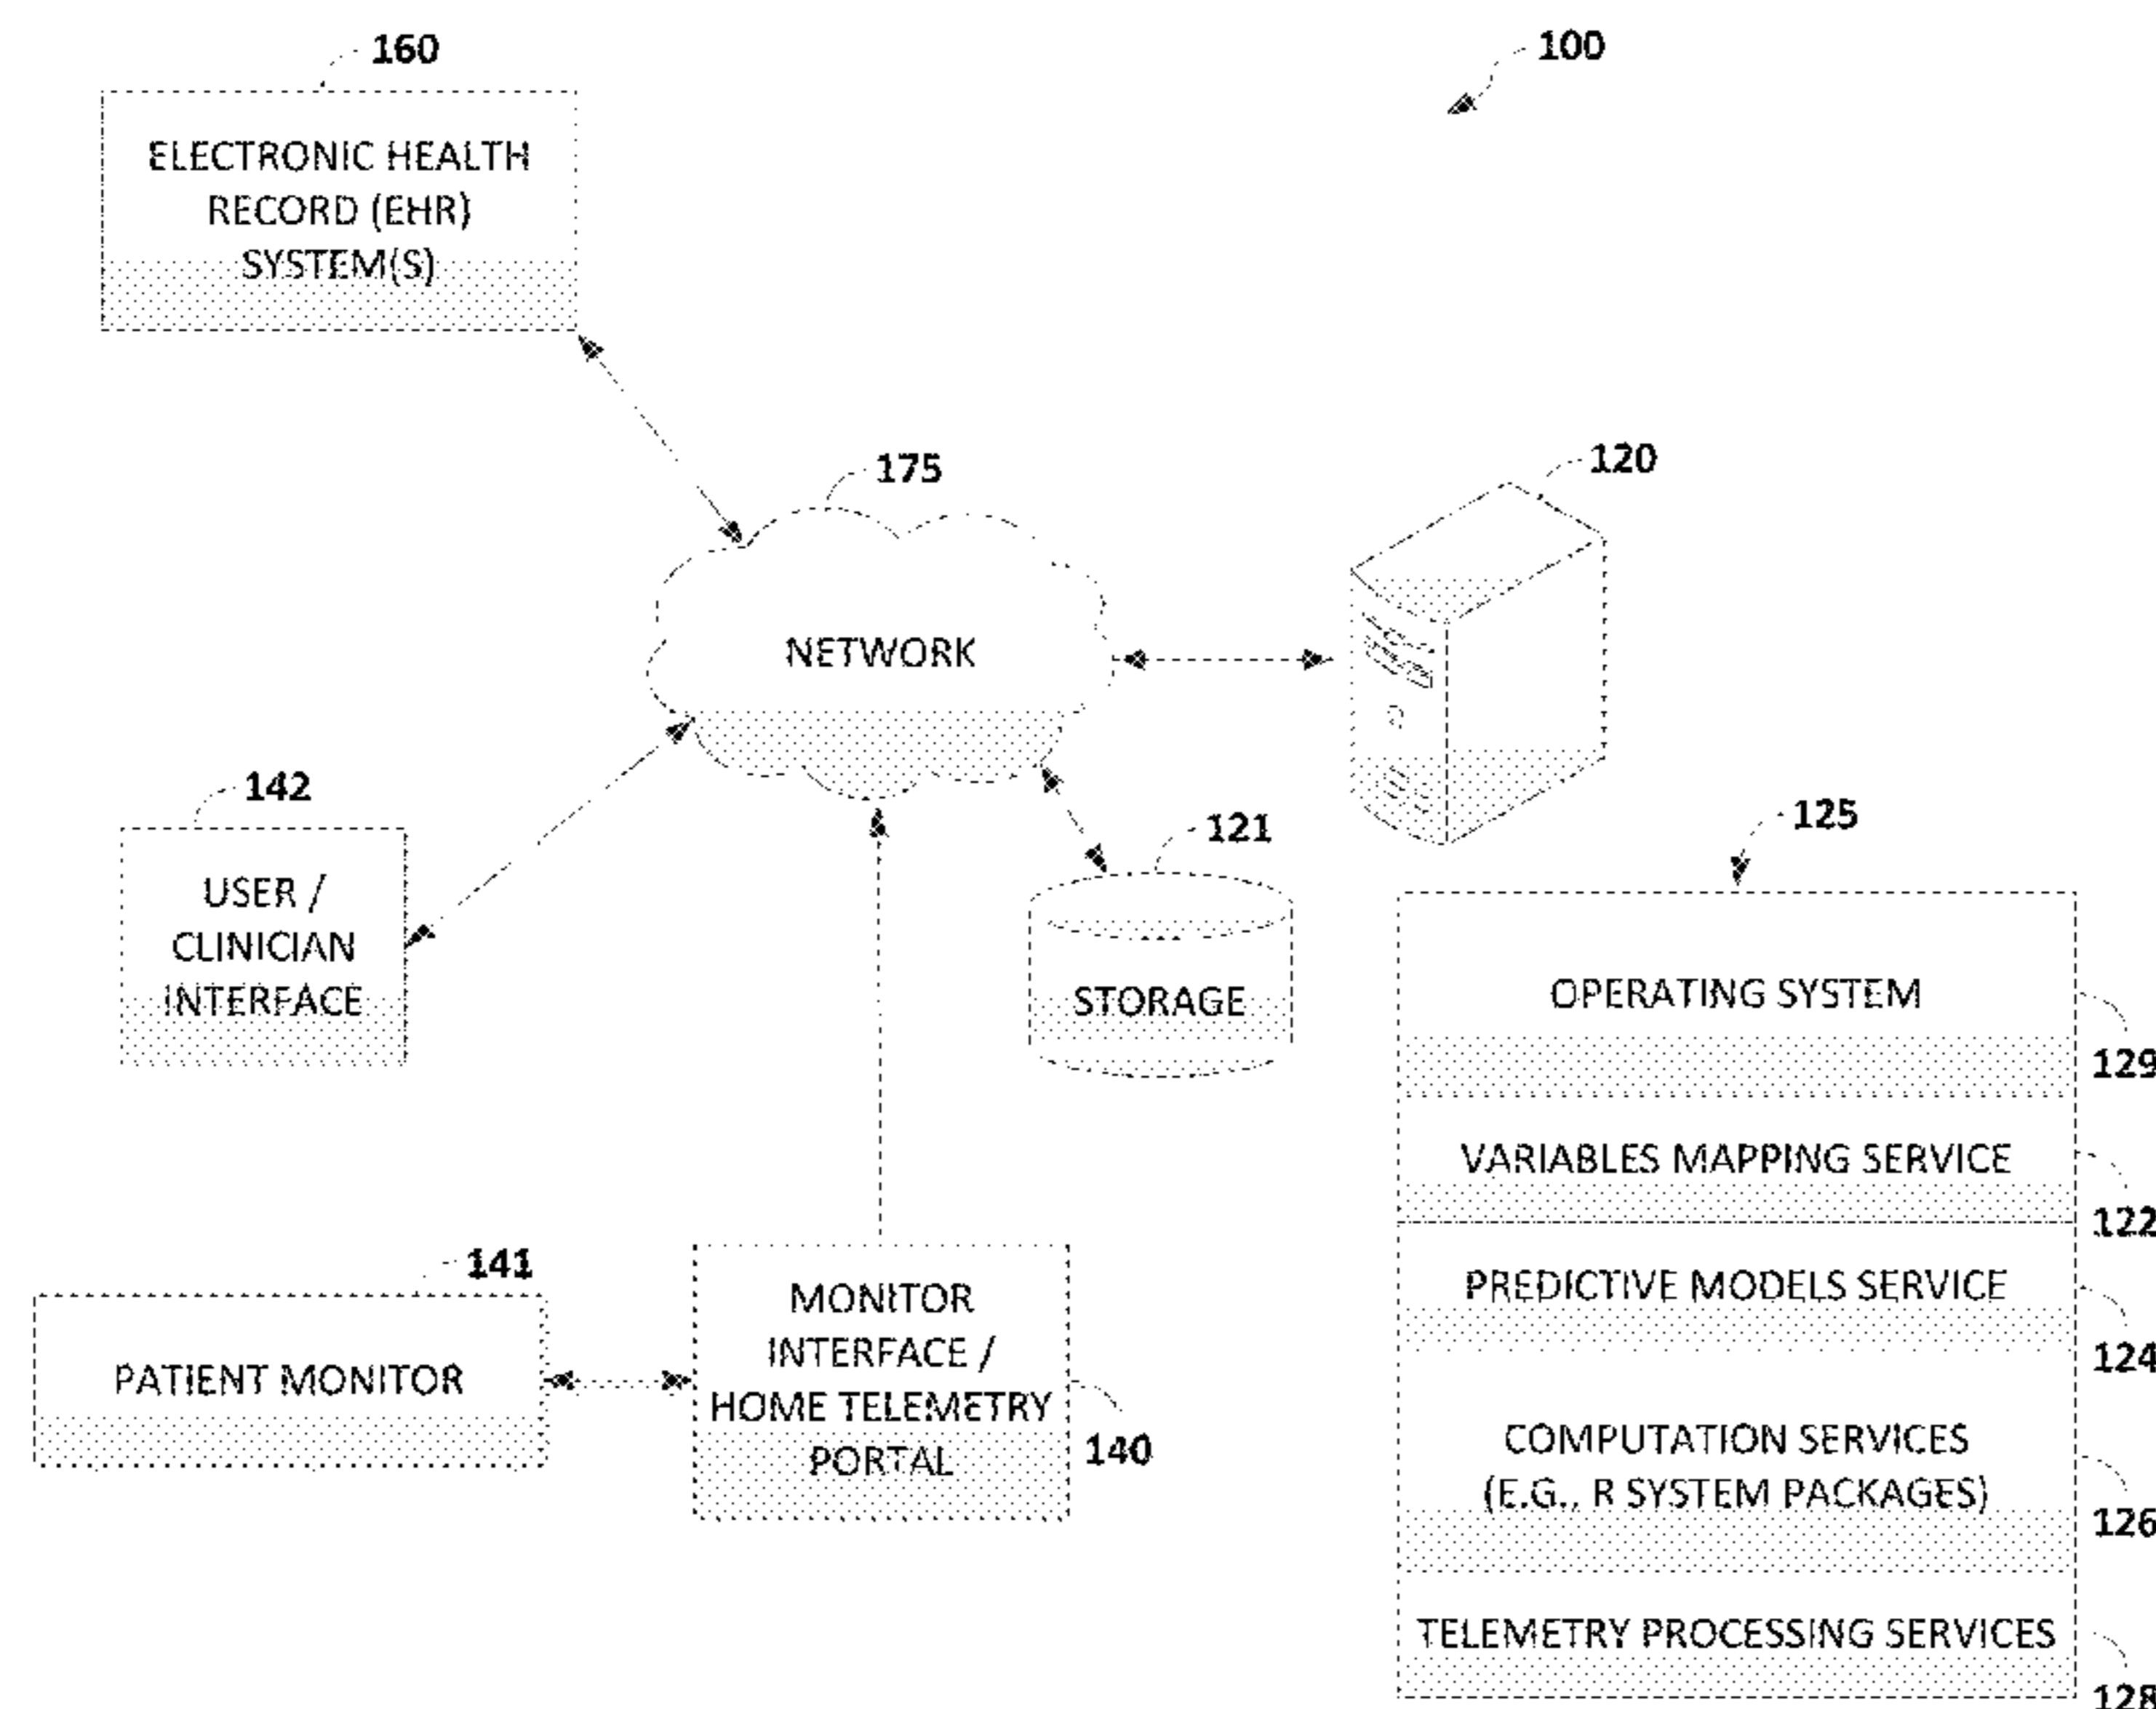 160
100
ELECTRONIC HEALTH
RECORD (EHR)
SYSTEM(S)
175
120
NETWORK
142
USER /
CLINICIAN
INTERFACE
121
STORAGE
125
OPERATING SYSTEM
129
VARIABLES MAPPING SERVICE
122
PREDICTIVE MODELS SERVICE
124
COMPUTATION SERVICES
(E.G., R SYSTEM PACKAGES)
126
TELEMETRY PROCESSING SERVICES
128
141
PATIENT MONITOR
MONITOR
INTERFACE /
HOME TELEMETRY
PORTAL
140